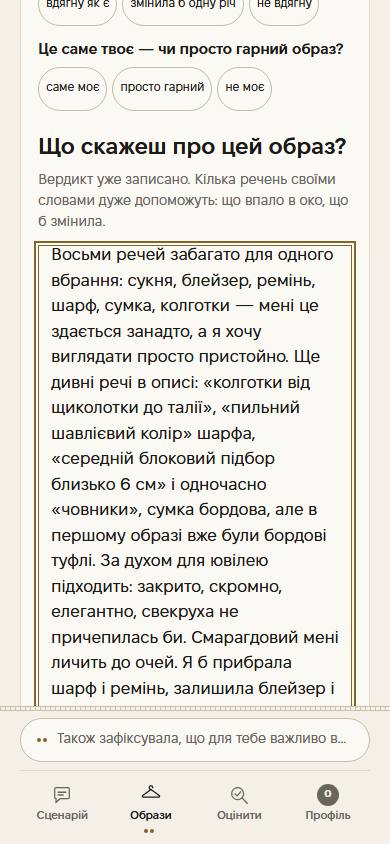 вдягну як є
змінила б одну річ
не вдягну
Це саме твоє — чи просто гарний образ?
саме моє
просто гарний
не моє
Що скажеш про цей образ?
Вердикт уже записано. Кілька речень своїми
словами дуже допоможуть: що впало в око, що
б змінила.
Восьми речей забагато для одного
вбрання: сукня, блейзер, ремінь,
шарф, сумка, колготки — мені це
здається занадто, а я хочу
виглядати просто пристойно. Ще
дивні речі в описі: «колготки від
щиколотки до талії», «пильний
шавлієвий колір» шарфа,
«середній блоковий підбор
близько 6 см» і одночасно
«човники», сумка бордова, але в
першому образі вже були бордові
туфлі. За духом для ювілею
підходить: закрито, скромно,
елегантно, свекруха не
причепилась би. Смарагдовий мені
личить до очей. Я б прибрала
шарф і ремінь, залишила блейзер і
Також зафіксувала, що для тебе важливо в…
Сценарій
Образи
Оцінити
О
Профіль